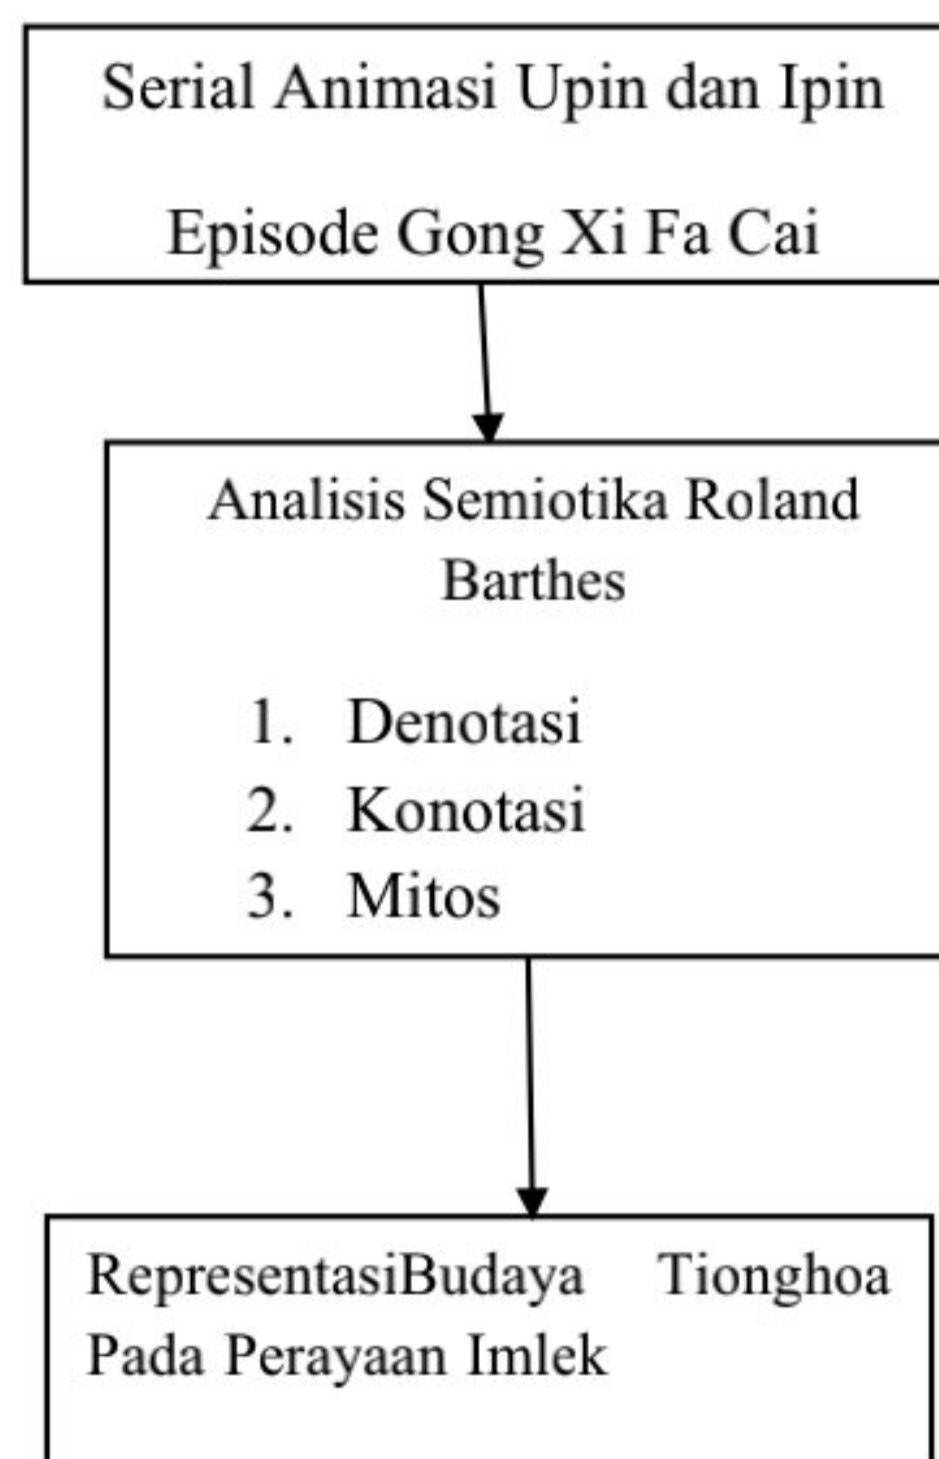 Serial Animasi Upin dan Ipin
Episode Gong Xi Fa Cai
Analisis Semiotika Roland
Barthes
1. Denotasi
2. Konotasi
3. Mitos
RepresentasiBudaya Tionghoa
Pada Perayaan Imlek